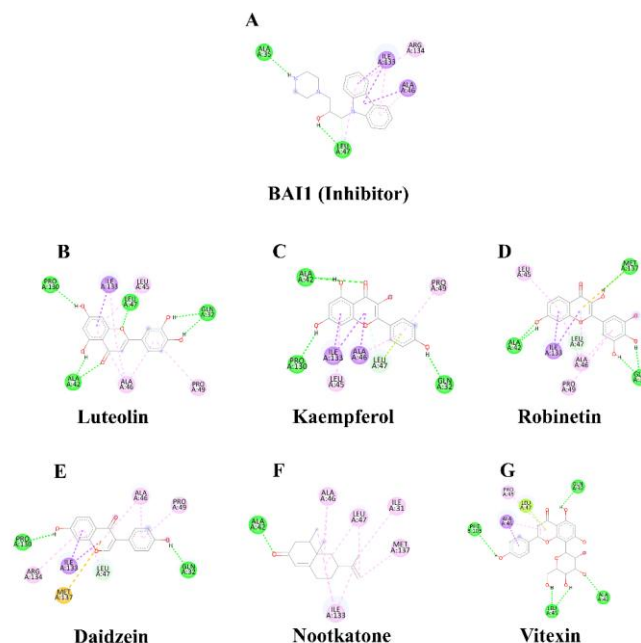 A
ALA
A:35
ILE
A:133
ARG
A:134
ALA
A:46
LEU
A:47
BAI1 (Inhibitor)
B
PRO
A:130
ILE
A:133
LEU
A:45
LEU
A:47
GLN
A:32
ALA
A:42
ALA
A:46
PRO
A:49
Luteolin
C
ALA
A:42
PRO
A:49
PRO
A:130
ILE
A:133
ALA
A:46
LEU
A:47
LEU
A:45
GLN
A:32
Kaempferol
D
MET
A:137
LEU
A:45
ALA
A:42
ILE
A:133
LEU
A:47
ALA
A:46
PRO
A:49
Robinetin
E
ALA
A:46
PRO
A:49
PRO
A:130
ARG
A:134
ILE
A:133
LEU
A:47
MET
A:137
GLN
A:32
Daidzein
F
ALA
A:46
LEU
A:47
ILE
A:31
ALA
A:42
MET
A:137
ILE
A:133
Nootkatone
G
PRO
A:49
LEU
A:47
Vitexin